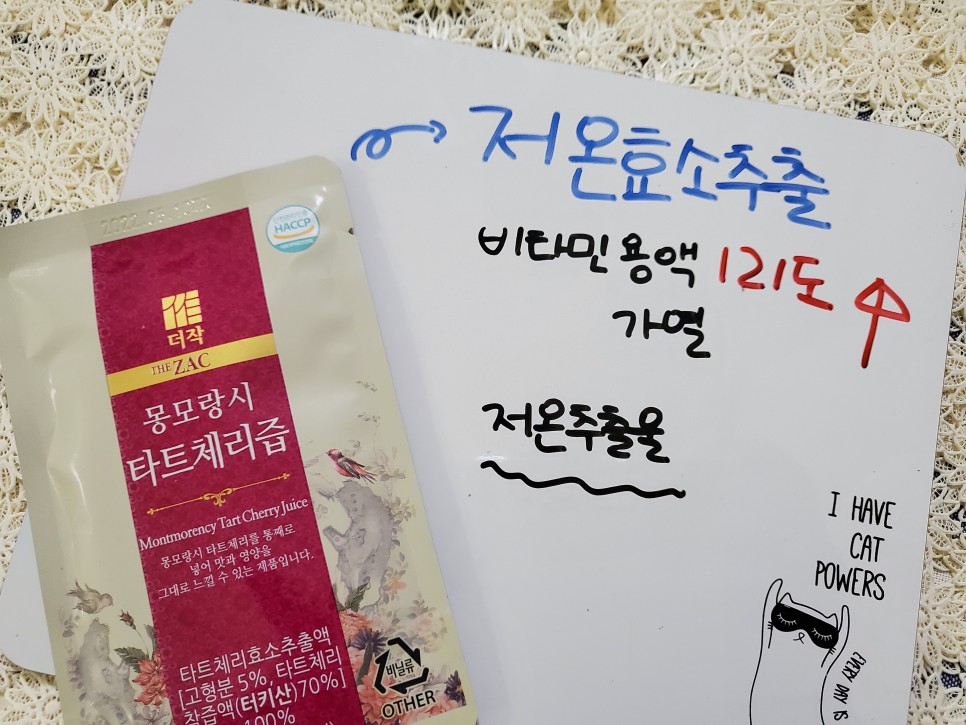 저온효소추출
비타민 용액 121도
가열
저온추출율
I HAVE
CAT
POWERS
EVERY DAY IS
HACCP
더작
THE ZAC
몽모랑시
타트체리즙
Montmorency Tart Cherry Juice
몽모랑시 타트체리를 통째로
넣어 맛과 영양을
그대로 느낄 수 있는 제품입니다.
타트체리효소추출액
[고형분 5%, 타트체리
착즙액(터키산)70%]
100%
비닐류
OTHER